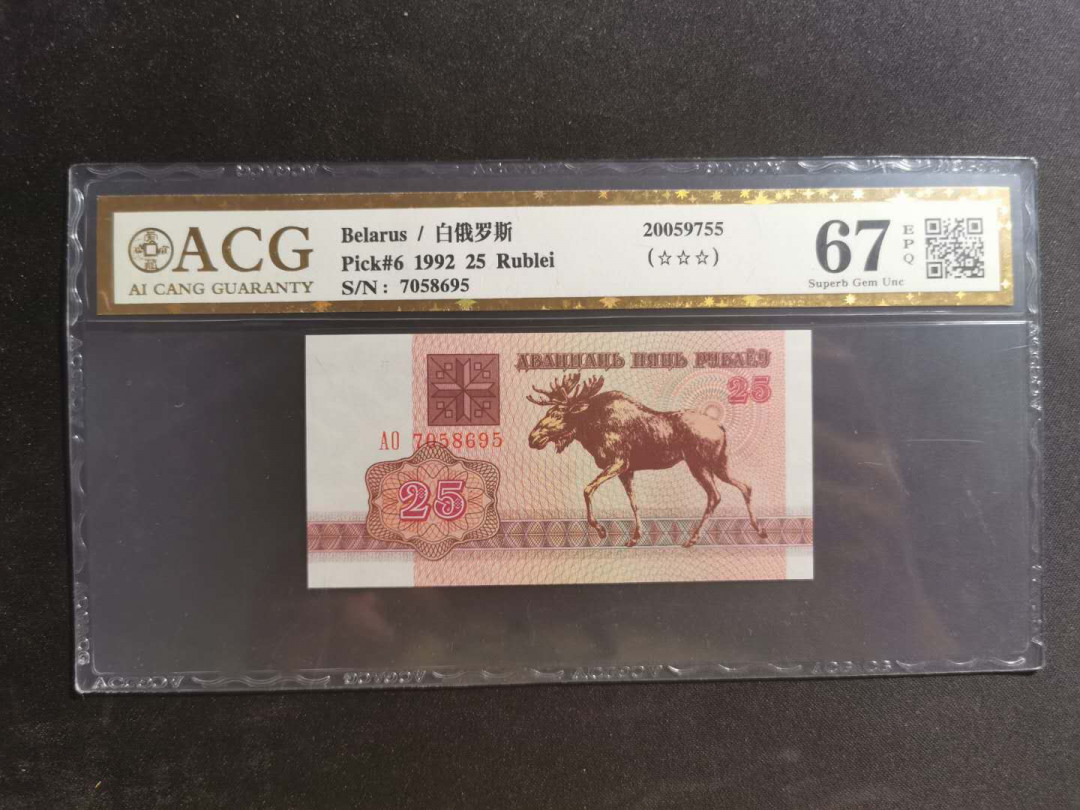 ACG
AI CANG GUARANTY
Belarus / 白俄罗斯
Pick#6 1992 25 Rublei
S/N: 7058695
20059755
(☆☆☆)
67
EPQ
Superb Gem Unc
ДВАЦЦАЦЬ ПЯЦЬ РУБЛЁЎ
25
АО 7058695
25